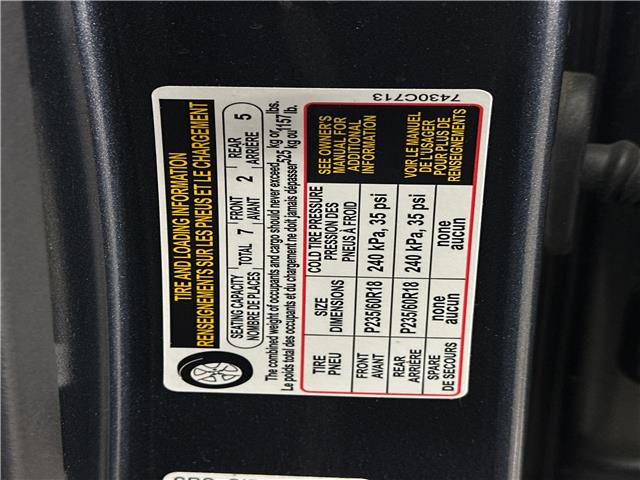 TIRE AND LOADING INFORMATION
RENSEIGNEMENTS SUR LES PNEUS ET LE CHARGEMENT
SEATING CAPACITY TOTAL 7 FRONT 2 REAR 5
NOMBRE DE PLACES AVANT ARRIÈRE
The combined weight of occupants and cargo should never exceed 525 kg or 1157 lbs.
Le poids total des occupants et du chargement ne doit jamais dépasser 525 kg ou 1157 lb.
TIRE SIZE COLD TIRE PRESSURE
PNEU DIMENSIONS PRESSION DES
PNEUS À FROID
FRONT P235/60R18 240 kPa, 35 psi
AVANT
REAR P235/60R18 240 kPa, 35 psi
ARRIÈRE
SPARE none none
DE SECOURS aucun aucun
SEE OWNER'S
MANUAL FOR
ADDITIONAL
INFORMATION
VOIR LE MANUEL
DE L'USAGER
POUR PLUS DE
RENSEIGNEMENTS
7430C713